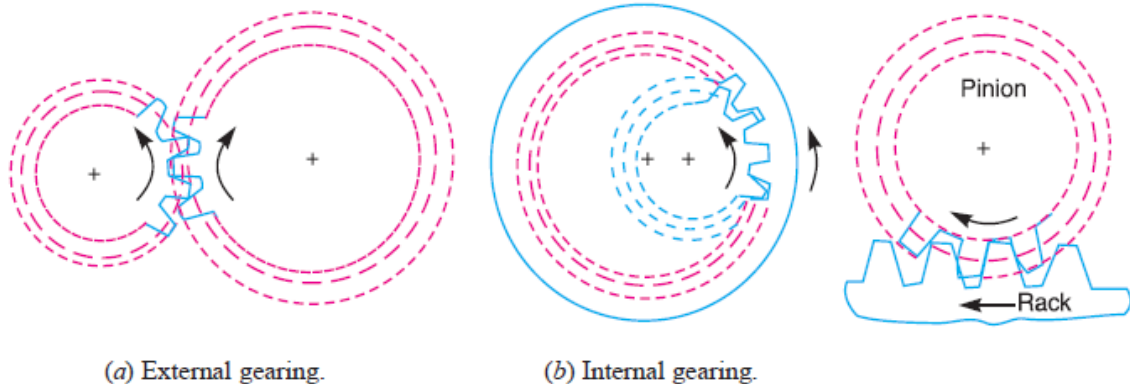 Pinion
Rack
(a) External gearing.
(b) Internal gearing.